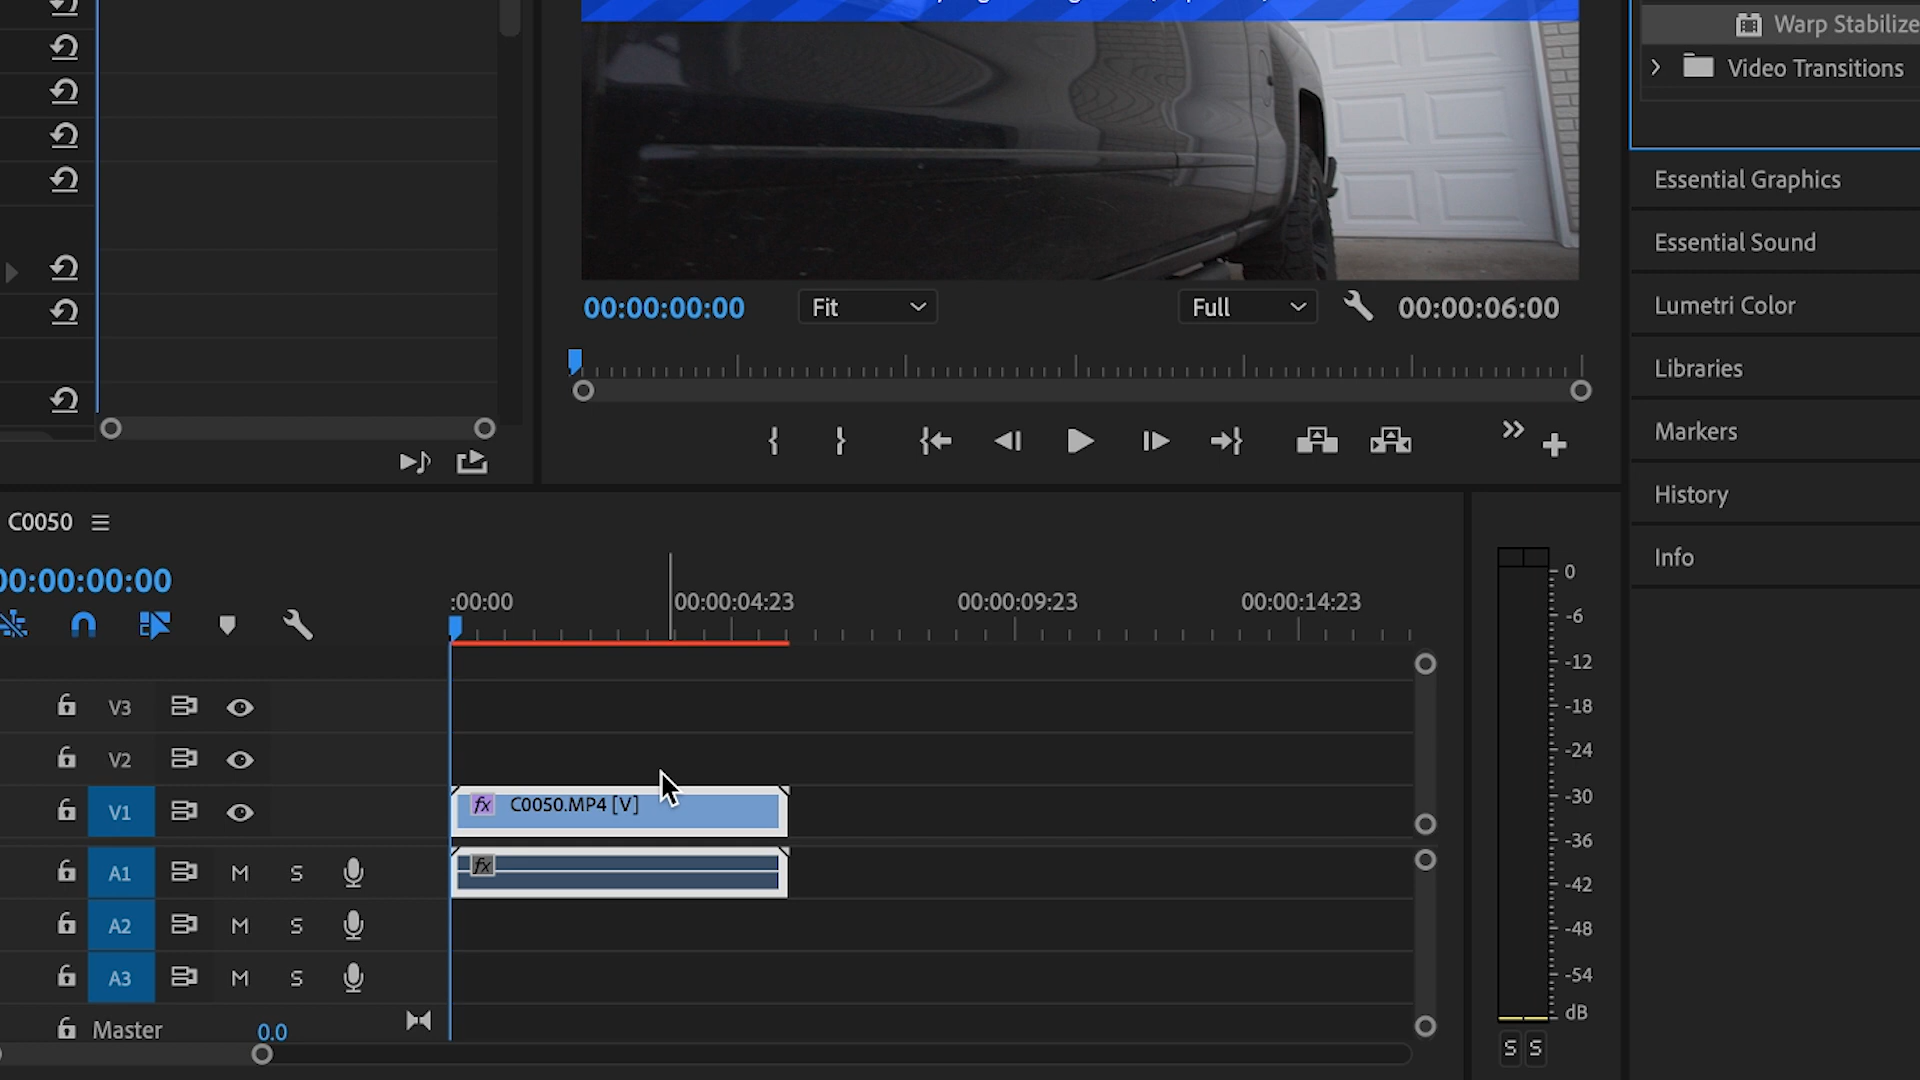 Warp Stabilize
Video Transitions
Essential Graphics
Essential Sound
Lumetri Color
Libraries
Markers
History
Info
00:00:00:00
Fit
Full
00:00:06:00
C0050
00:00:00:00
:00:00
00:00:04:23
00:00:09:23
00:00:14:23
V3
V2
V1
fx C0050.MP4 [V]
A1 M S
fx
A2 M S
A3 M S
Master 0.0
0
-6
-12
-18
-24
-30
-36
-42
-48
-54
dB
S S